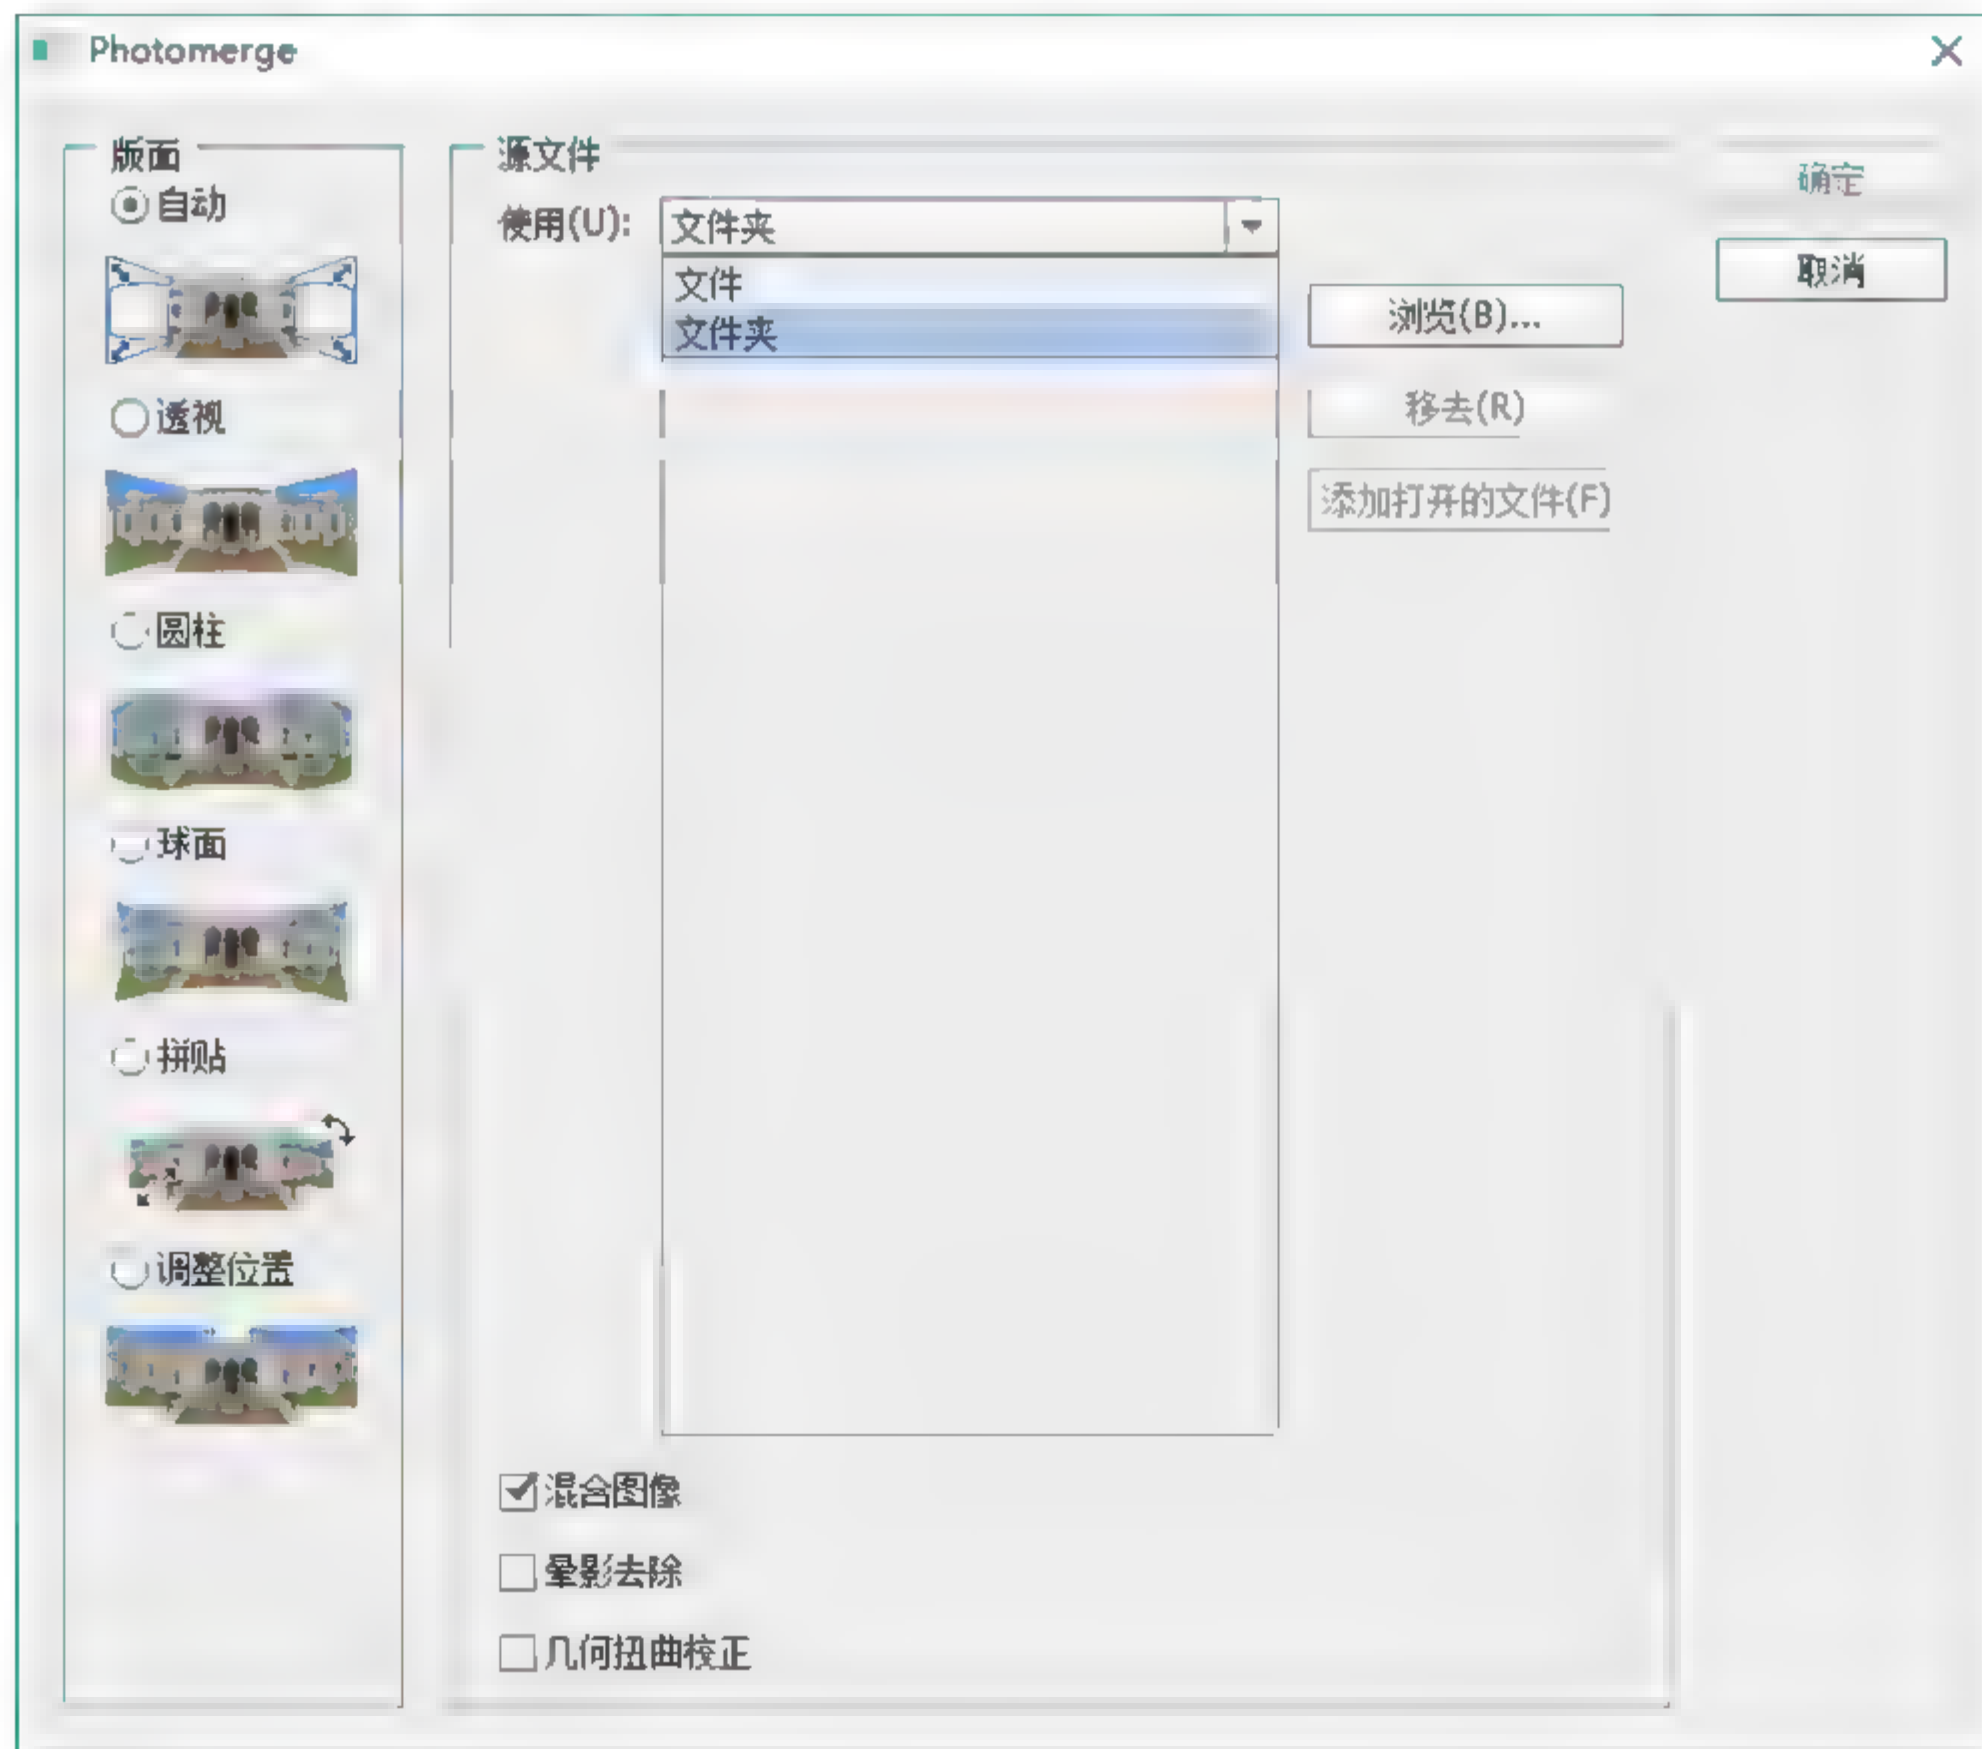 Photomerge
版面
自动
透视
圆柱
球面
拼贴
调整位置
源文件
使用(U):
文件夹
文件
文件夹
浏览(B)...
移去(R)
添加打开的文件(F)
混合图像
晕影去除
几何扭曲校正
确定
取消